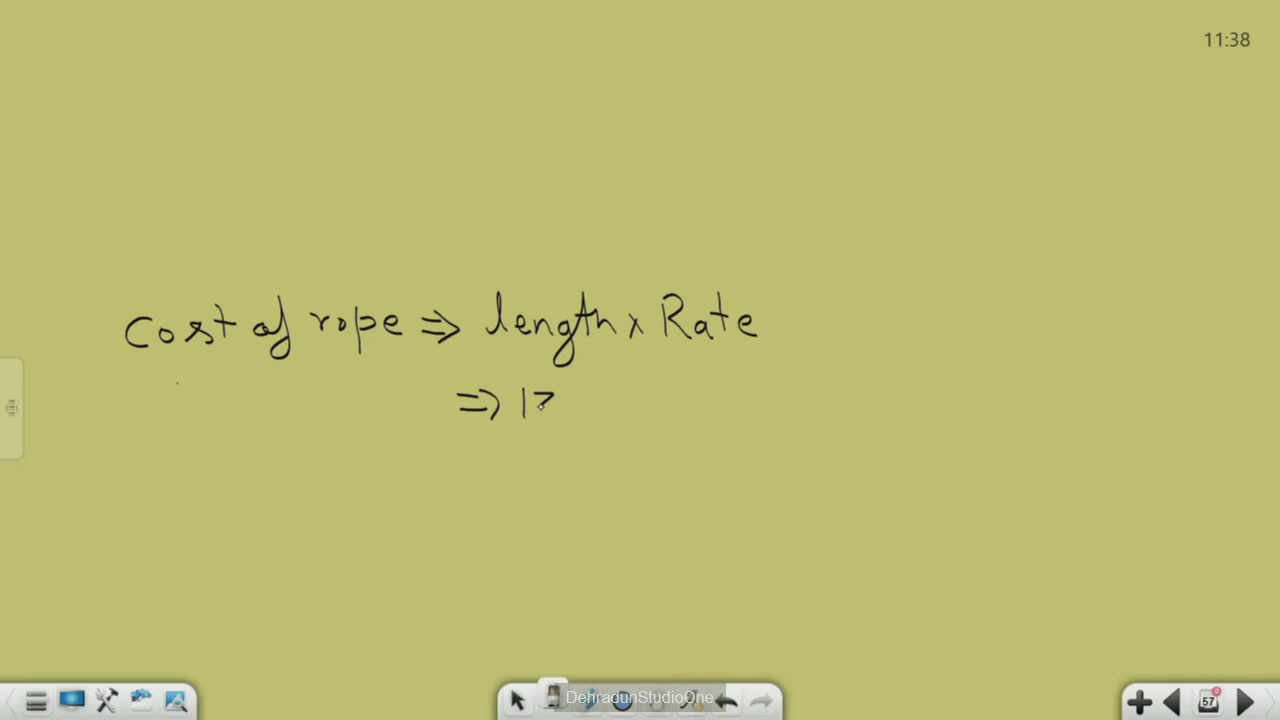 11:38
Cost of rope ⇒ length x Rate
⇒ 17
57
DehradunStudioOne